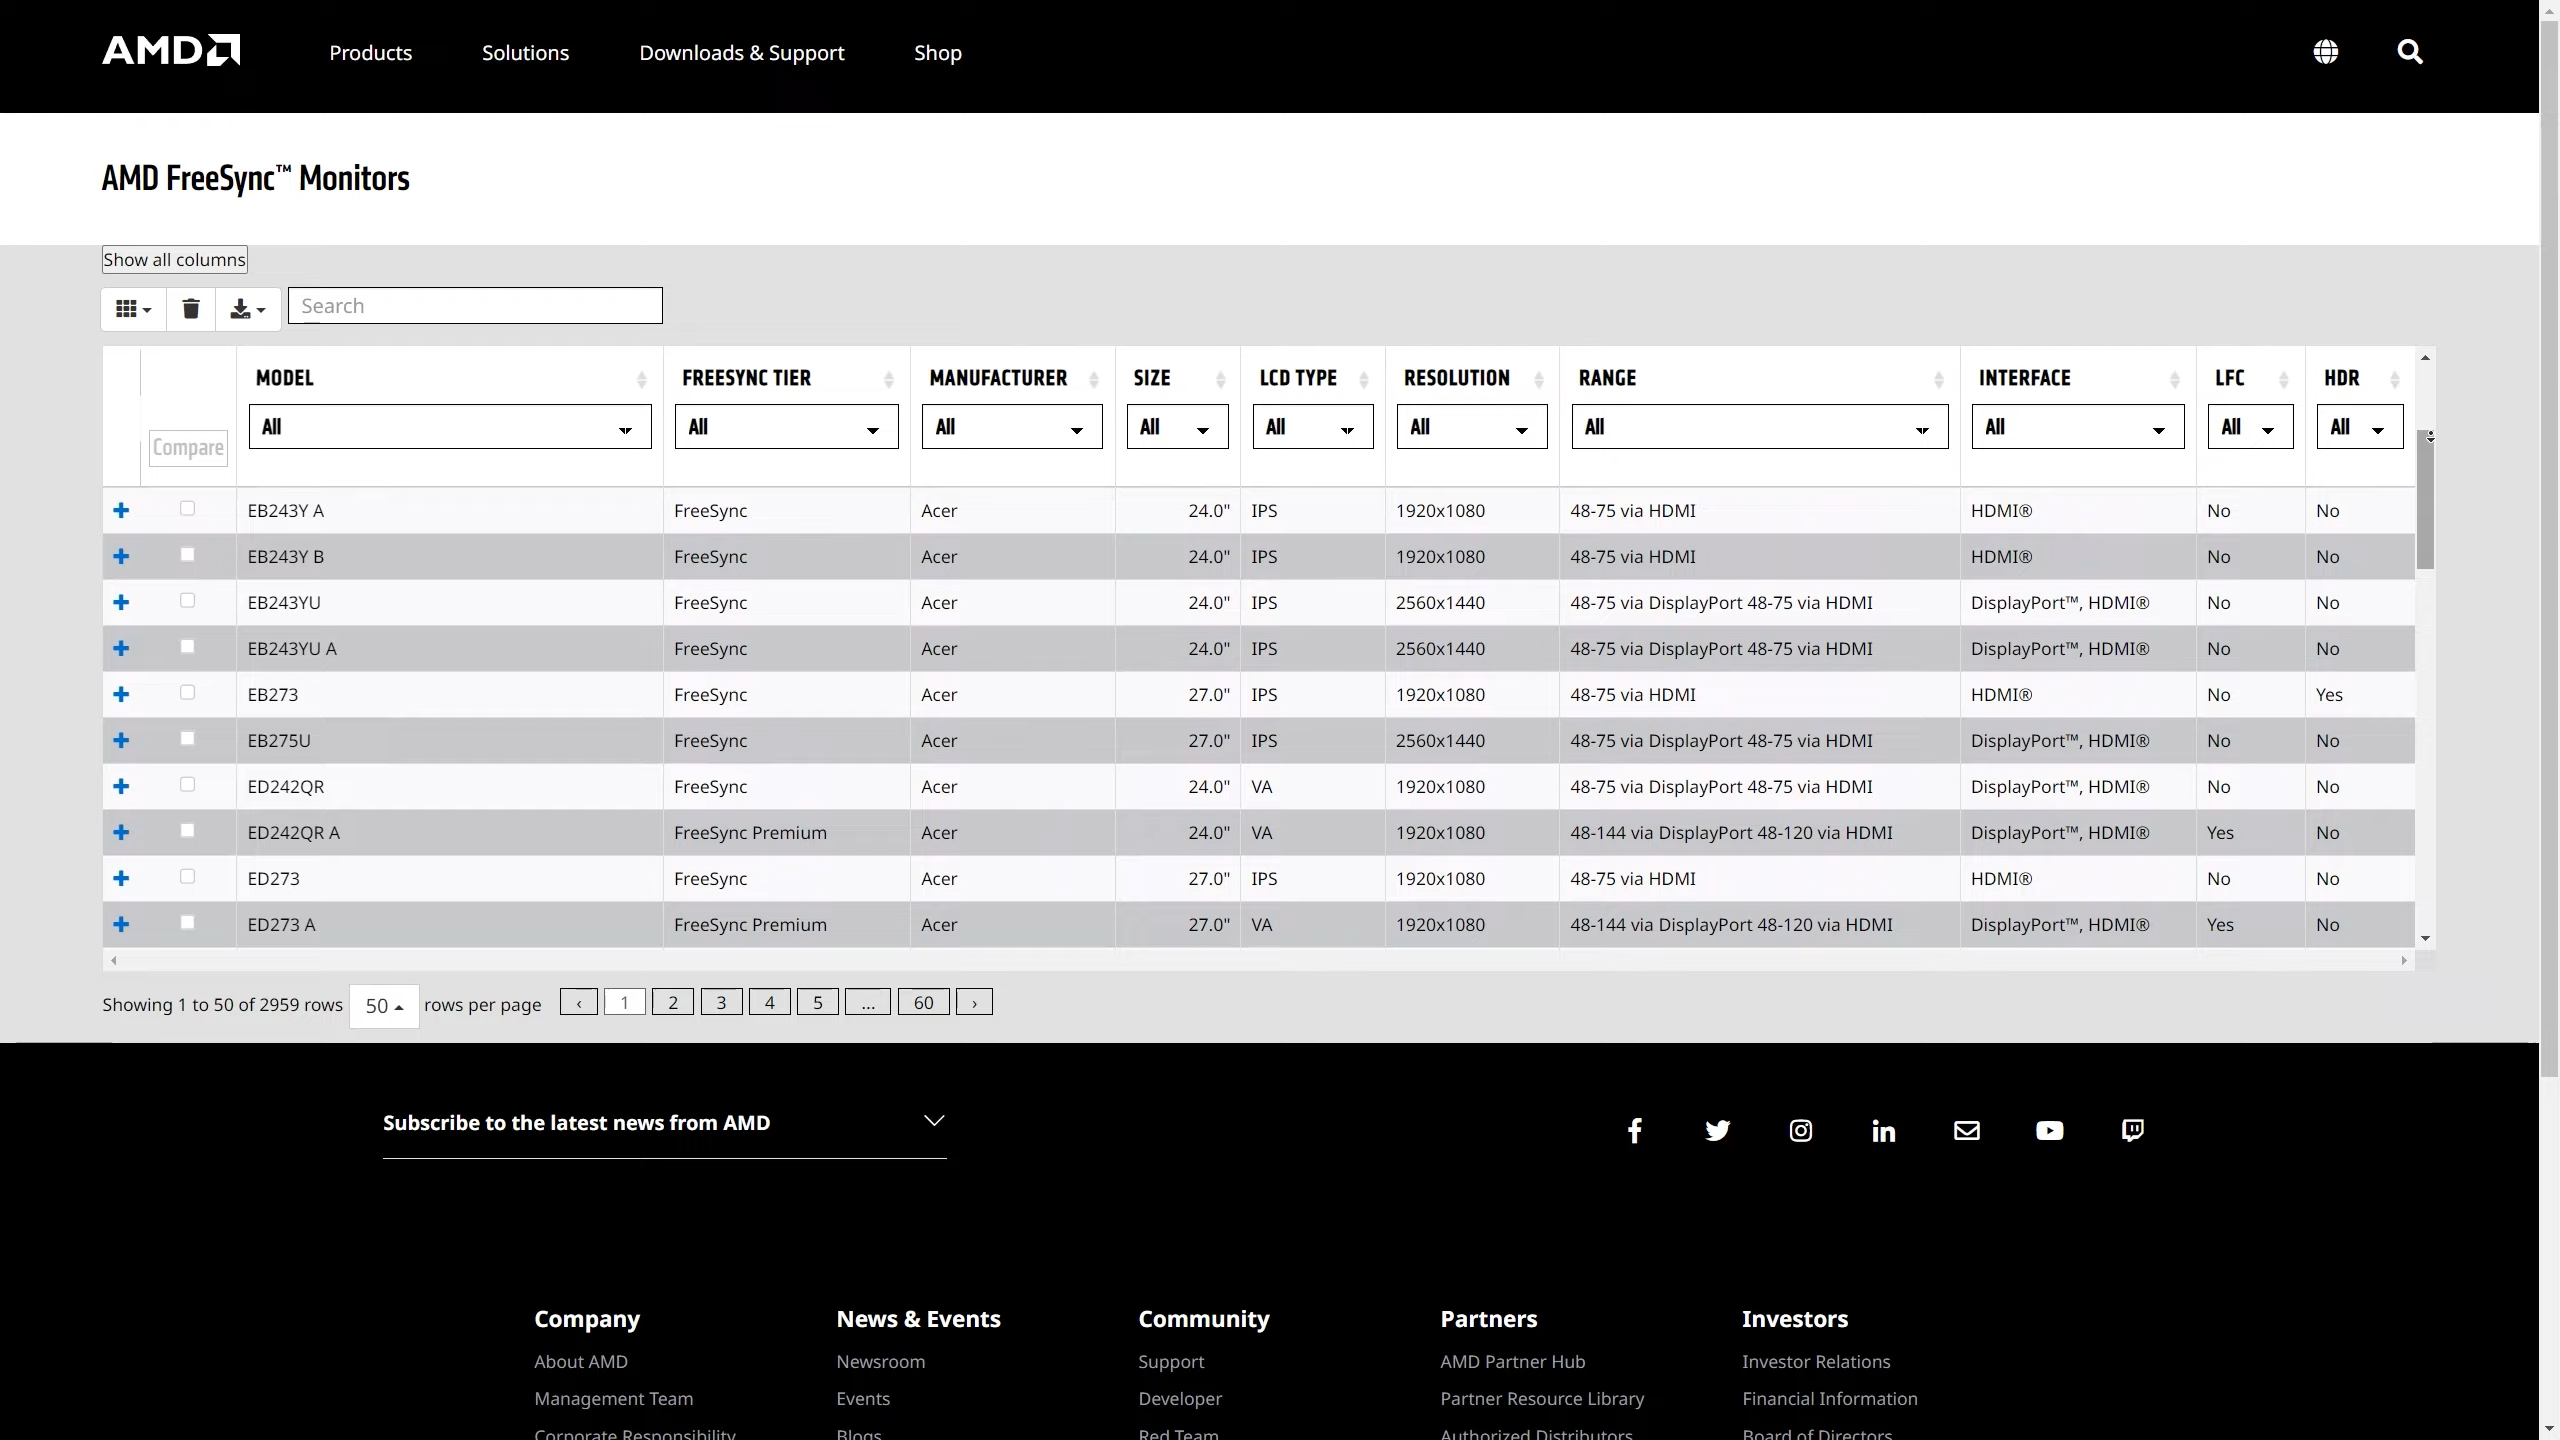 AMD Products Solutions Downloads & Support Shop
AMD FreeSync™ Monitors
Show all columns
Search
MODEL FREESYNC TIER MANUFACTURER SIZE LCD TYPE RESOLUTION RANGE INTERFACE LFC HDR
Compare All All All All All All All All All All
EB243Y A FreeSync Acer 24.0" IPS 1920x1080 48-75 via HDMI HDMI® No No
EB243Y B FreeSync Acer 24.0" IPS 1920x1080 48-75 via HDMI HDMI® No No
EB243YU FreeSync Acer 24.0" IPS 2560x1440 48-75 via DisplayPort 48-75 via HDMI DisplayPort™, HDMI® No No
EB243YU A FreeSync Acer 24.0" IPS 2560x1440 48-75 via DisplayPort 48-75 via HDMI DisplayPort™, HDMI® No No
EB273 FreeSync Acer 27.0" IPS 1920x1080 48-75 via HDMI HDMI® No Yes
EB275U FreeSync Acer 27.0" IPS 2560x1440 48-75 via DisplayPort 48-75 via HDMI DisplayPort™, HDMI® No No
ED242QR FreeSync Acer 24.0" VA 1920x1080 48-75 via DisplayPort 48-75 via HDMI DisplayPort™, HDMI® No No
ED242QR A FreeSync Premium Acer 24.0" VA 1920x1080 48-144 via DisplayPort 48-120 via HDMI DisplayPort™, HDMI® Yes No
ED273 FreeSync Acer 27.0" IPS 1920x1080 48-75 via HDMI HDMI® No No
ED273 A FreeSync Premium Acer 27.0" VA 1920x1080 48-144 via DisplayPort 48-120 via HDMI DisplayPort™, HDMI® Yes No
Showing 1 to 50 of 2959 rows 50 rows per page ‹ 1 2 3 4 5 ... 60 ›
Subscribe to the latest news from AMD
Company News & Events Community Partners Investors
About AMD Newsroom Support AMD Partner Hub Investor Relations
Management Team Events Developer Partner Resource Library Financial Information
Corporate Responsibility Blogs Red Team Authorized Distributors Board of Directors